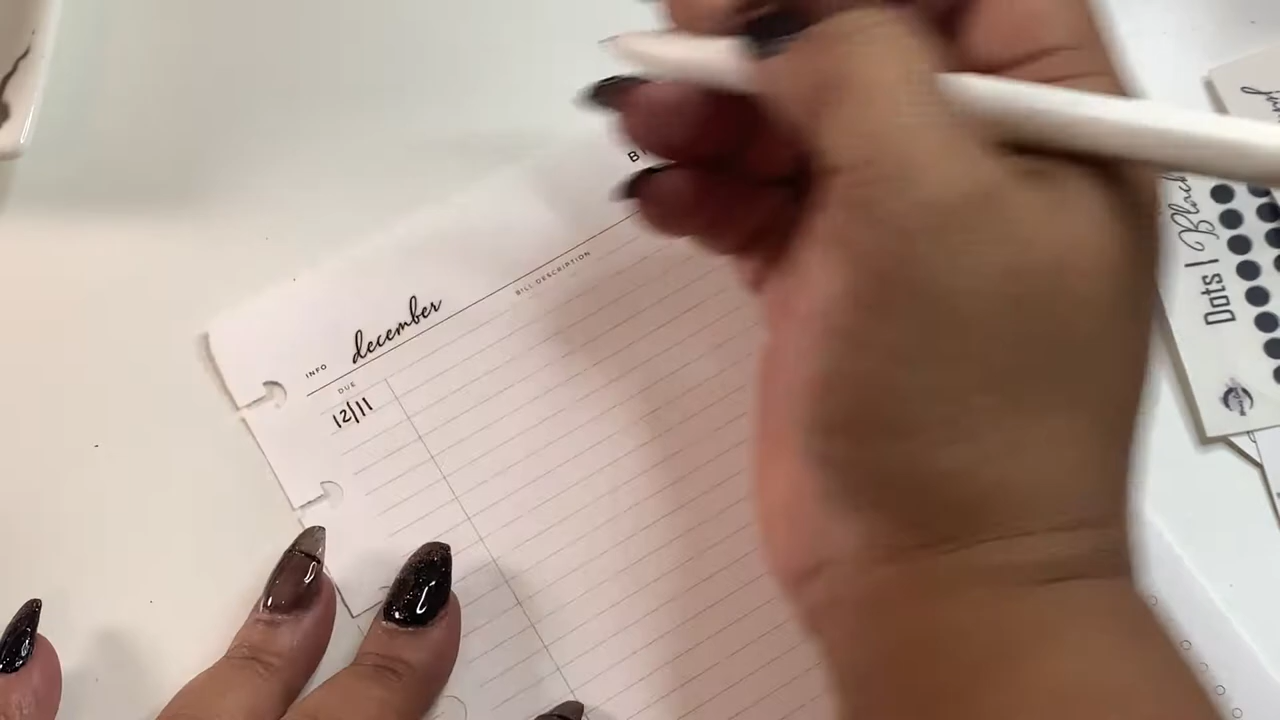 INFO december
DUE
BILL DESCRIPTION
12/11
Dots | Black